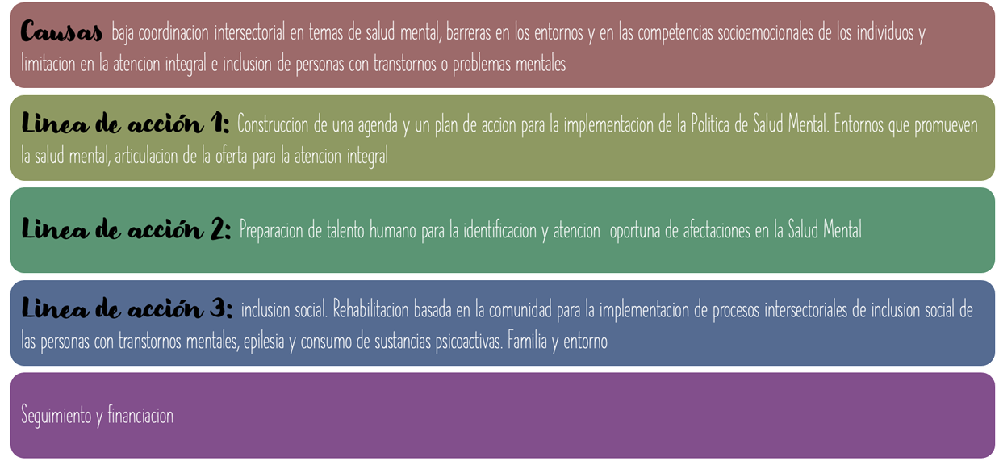 Causas baja coordinacion intersectorial en temas de salud mental, barreras en los entornos y en las competencias socioemocionales de los individuos y
limitacion en la atencion integral e inclusion de personas con transtornos o problemas mentales
Linea de acción 1: Construccion de una agenda y un plan de accion para la implementacion de la Politica de Salud Mental. Entornos que promueven
la salud mental, articulacion de la oferta para la atencion integral
Linea de acción 2: Preparacion de talento humano para la identificacion y atencion oportuna de afectaciones en la Salud Mental
Linea de acción 3: inclusion social. Rehabilitacion basada en la comunidad para la implementacion de procesos intersectoriales de inclusion social de
las personas con transtornos mentales, epilesia y consumo de sustancias psicoactivas. Familia y entorno
Seguimiento y financiacion